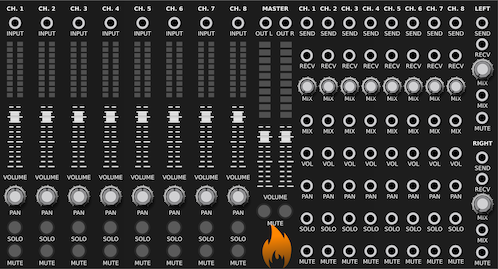 CH. 1 CH. 2 CH. 3 CH. 4 CH. 5 CH. 6 CH. 7 CH. 8 MASTER CH. 1 CH. 2 CH. 3 CH. 4 CH. 5 CH. 6 CH. 7 CH. 8 LEFT
INPUT INPUT INPUT INPUT INPUT INPUT INPUT INPUT OUT L OUT R SEND SEND SEND SEND SEND SEND SEND SEND SEND
RECV RECV RECV RECV RECV RECV RECV RECV RECV
MIX MIX MIX MIX MIX MIX MIX MIX MIX
MIX MIX MIX MIX MIX MIX MIX MIX MIX
MUTE
RIGHT
VOL VOL VOL VOL VOL VOL VOL VOL SEND
VOLUME VOLUME VOLUME VOLUME VOLUME VOLUME VOLUME VOLUME VOLUME
PAN PAN PAN PAN PAN PAN PAN PAN RECV
PAN PAN PAN PAN PAN PAN PAN PAN MIX
MUTE SOLO SOLO SOLO SOLO SOLO SOLO SOLO SOLO MIX
SOLO SOLO SOLO SOLO SOLO SOLO SOLO SOLO
MUTE MUTE MUTE MUTE MUTE MUTE MUTE MUTE MUTE MUTE MUTE MUTE MUTE MUTE MUTE MUTE MUTE